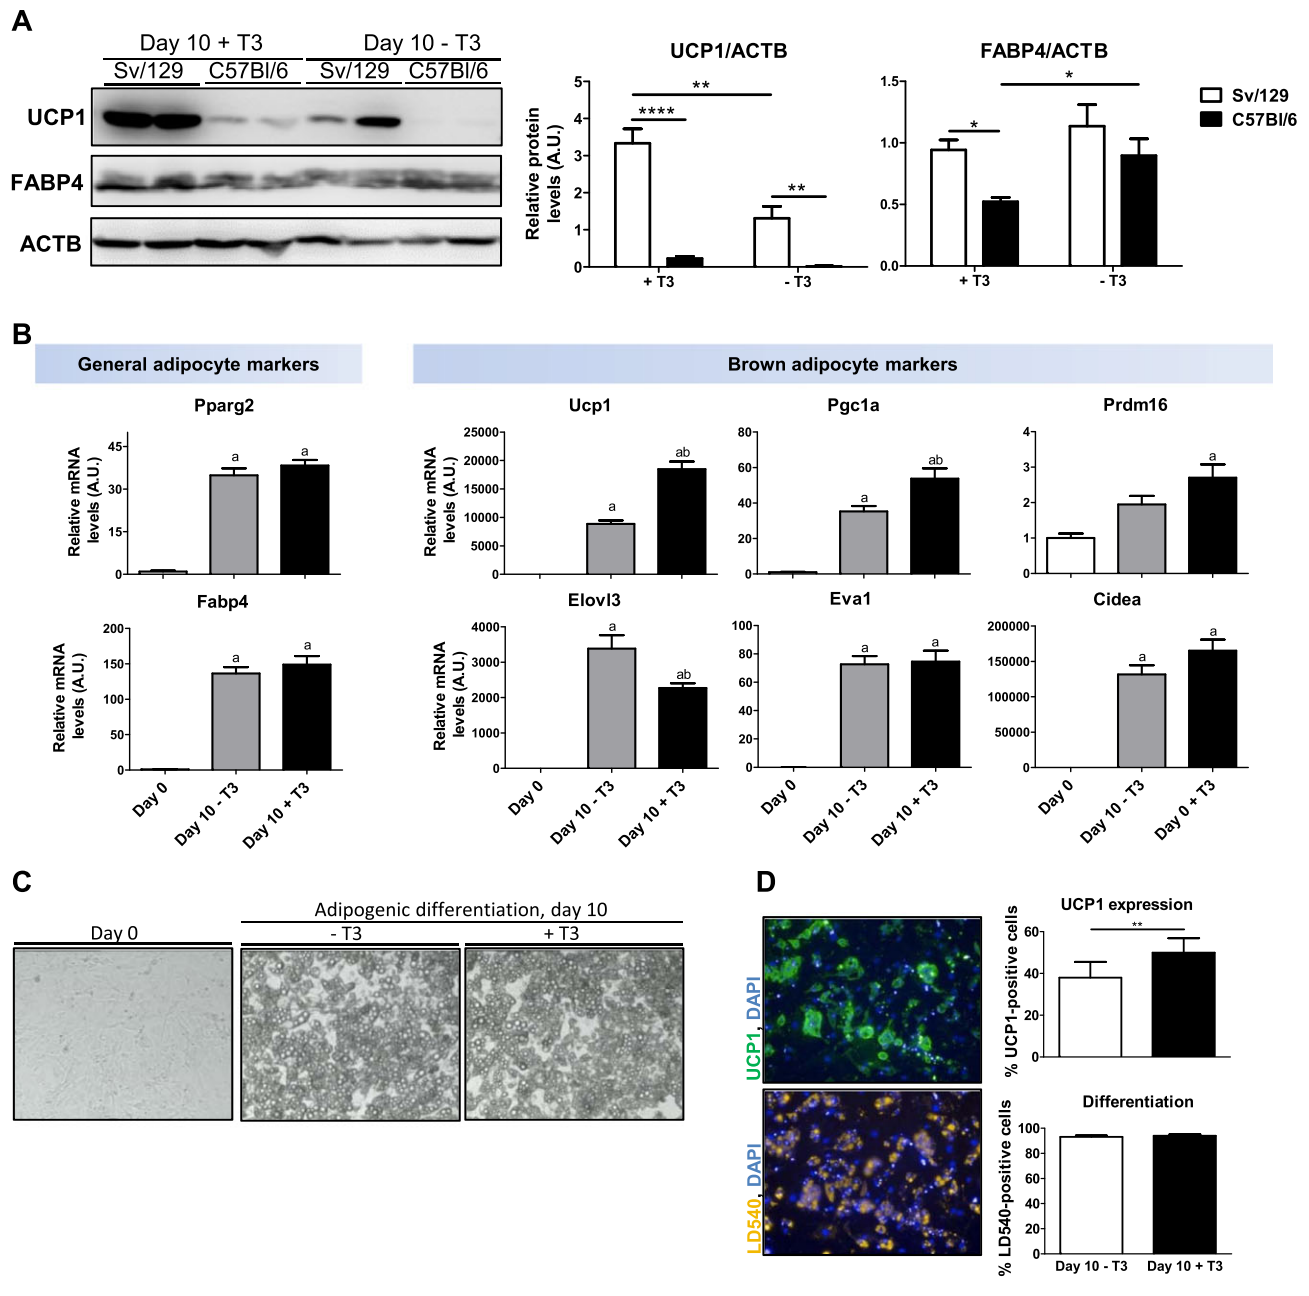 A
Day 10 + T3
Day 10 - T3
Sv/129
C57Bl/6
Sv/129
C57Bl/6
UCP1
FABP4
ACTB
UCP1/ACTB
Relative protein
levels (A.U.)
5
4
3
2
1
0
**
****
**
+ T3
- T3
FABP4/ACTB
1.5
1.0
0.5
0.0
*
*
+ T3
- T3
Sv/129
C57Bl/6
B
General adipocyte markers
Brown adipocyte markers
Pparg2
Relative mRNA
levels (A.U.)
45
30
15
0
a
a
Ucp1
Relative mRNA
levels (A.U.)
25000
20000
15000
10000
5000
0
a
ab
Pgc1a
80
60
40
20
0
a
ab
Prdm16
4
3
2
1
0
a
Fabp4
Relative mRNA
levels (A.U.)
200
150
100
50
0
a
a
Day 0
Day 10 - T3
Day 10 + T3
Elovl3
Relative mRNA
levels (A.U.)
4000
3000
2000
1000
0
a
ab
Day 0
Day 10 - T3
Day 10 + T3
Eva1
100
80
60
40
20
0
a
a
Day 0
Day 10 - T3
Day 10 + T3
Cidea
200000
150000
100000
50000
0
a
a
Day 0
Day 10 - T3
Day 0 + T3
C
Adipogenic differentiation, day 10
Day 0
- T3
+ T3
D
UCP1, DAPI
LD540, DAPI
UCP1 expression
% UCP1-positive cells
60
40
20
0
**
Differentiation
% LD540-positive cells
100
80
60
40
20
0
Day 10 - T3
Day 10 + T3